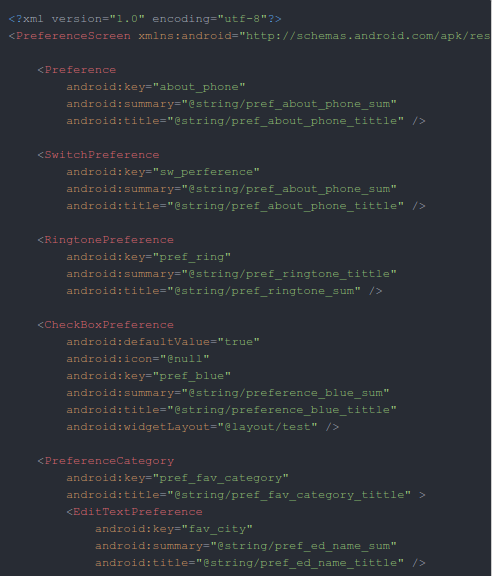 <?xml version="1.0" encoding="utf-8"?>
<PreferenceScreen xmlns:android="http://schemas.android.com/apk/res
<Preference
android:key="about_phone"
android:summary="@string/pref_about_phone_sum"
android:title="@string/pref_about_phone_tittle" />
<SwitchPreference
android:key="sw_perference"
android:summary="@string/pref_about_phone_sum"
android:title="@string/pref_about_phone_tittle" />
<RingtonePreference
android:key="pref_ring"
android:summary="@string/pref_ringtone_tittle"
android:title="@string/pref_ringtone_sum" />
<CheckBoxPreference
android:defaultValue="true"
android:icon="@null"
android:key="pref_blue"
android:summary="@string/preference_blue_sum"
android:title="@string/preference_blue_tittle"
android:widgetLayout="@layout/test" />
<PreferenceCategory
android:key="pref_fav_category"
android:title="@string/pref_fav_category_tittle" >
<EditTextPreference
android:key="fav_city"
android:summary="@string/pref_ed_name_sum"
android:title="@string/pref_ed_name_tittle" />